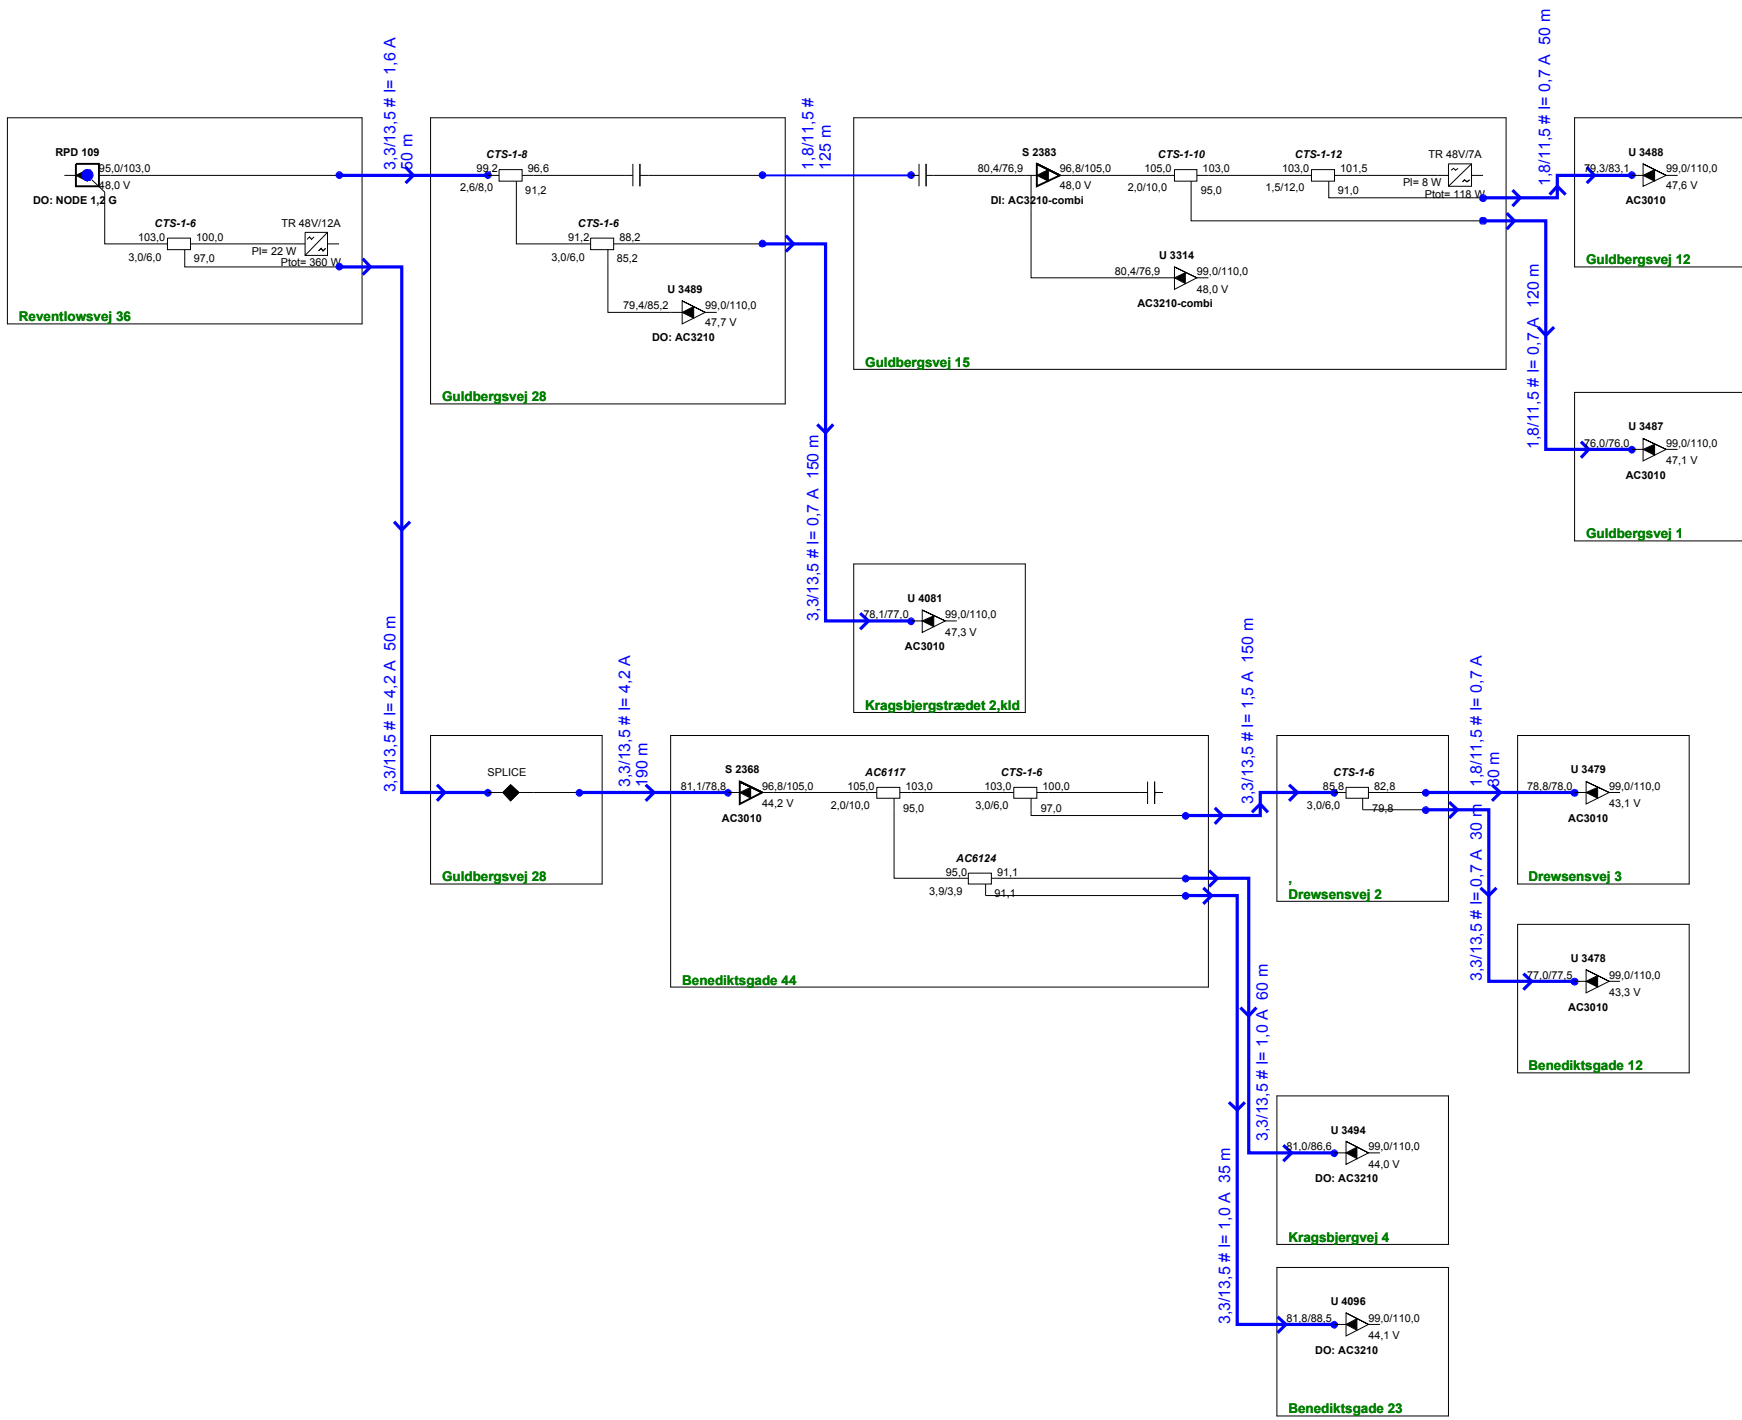 RPD 109
95,0/103,0
48,0 V
DO: NODE 1,2 G
CTS-1-6
103,0
100,0
3,0/6,0
97,0
TR 48V/12A
PI= 22 W
Ptot= 360 W
Reventlowsvej 36
3,3/13,5 # I= 1,6 A
50 m
CTS-1-8
99,2
96,6
2,6/8,0
91,2
CTS-1-6
91,2
88,2
3,0/6,0
85,2
U 3489
79,4/85,2
99,0/110,0
47,7 V
DO: AC3210
Guldbergsvej 28
1,8/11,5 #
125 m
S 2383
80,4/76,9
96,8/105,0
48,0 V
DI: AC3210-combi
CTS-1-10
105,0
103,0
2,0/10,0
95,0
CTS-1-12
103,0
101,5
1,5/12,0
91,0
TR 48V/7A
PI= 8 W
Ptot= 118 W
U 3314
80,4/76,9
99,0/110,0
48,0 V
AC3210-combi
Guldbergsvej 15
1,8/11,5 # I= 0,7 A 50 m
U 3488
79,3/83,1
99,0/110,0
47,6 V
AC3010
Guldbergsvej 12
1,8/11,5 # I= 0,7 A 120 m
U 3487
76,0/76,0
99,0/110,0
47,1 V
AC3010
Guldbergsvej 1
3,3/13,5 # I= 0,7 A 150 m
U 4081
78,1/77,0
99,0/110,0
47,3 V
AC3010
Kragsbjergstrædet 2,kld
3,3/13,5 # I= 4,2 A 50 m
SPLICE
Guldbergsvej 28
3,3/13,5 # I= 4,2 A
190 m
S 2368
81,1/78,8
96,8/105,0
44,2 V
AC3010
AC6117
105,0
103,0
2,0/10,0
95,0
CTS-1-6
103,0
100,0
3,0/6,0
97,0
AC6124
95,0
91,1
3,9/3,9
91,1
Benediktsgade 44
3,3/13,5 # I= 1,5 A 150 m
CTS-1-6
85,8
82,8
3,0/6,0
79,8
,
Drewsensvej 2
1,8/11,5 # I= 0,7 A
80 m
U 3479
78,8/78,0
99,0/110,0
43,1 V
AC3010
Drewsensvej 3
3,3/13,5 # I= 0,7 A 30 m
U 3478
77,0/77,5
99,0/110,0
43,3 V
AC3010
Benediktsgade 12
3,3/13,5 # I= 1,0 A 60 m
U 3494
81,0/86,6
99,0/110,0
44,0 V
DO: AC3210
Kragsbjergvej 4
3,3/13,5 # I= 1,0 A 35 m
U 4096
81,8/88,5
99,0/110,0
44,1 V
DO: AC3210
Benediktsgade 23